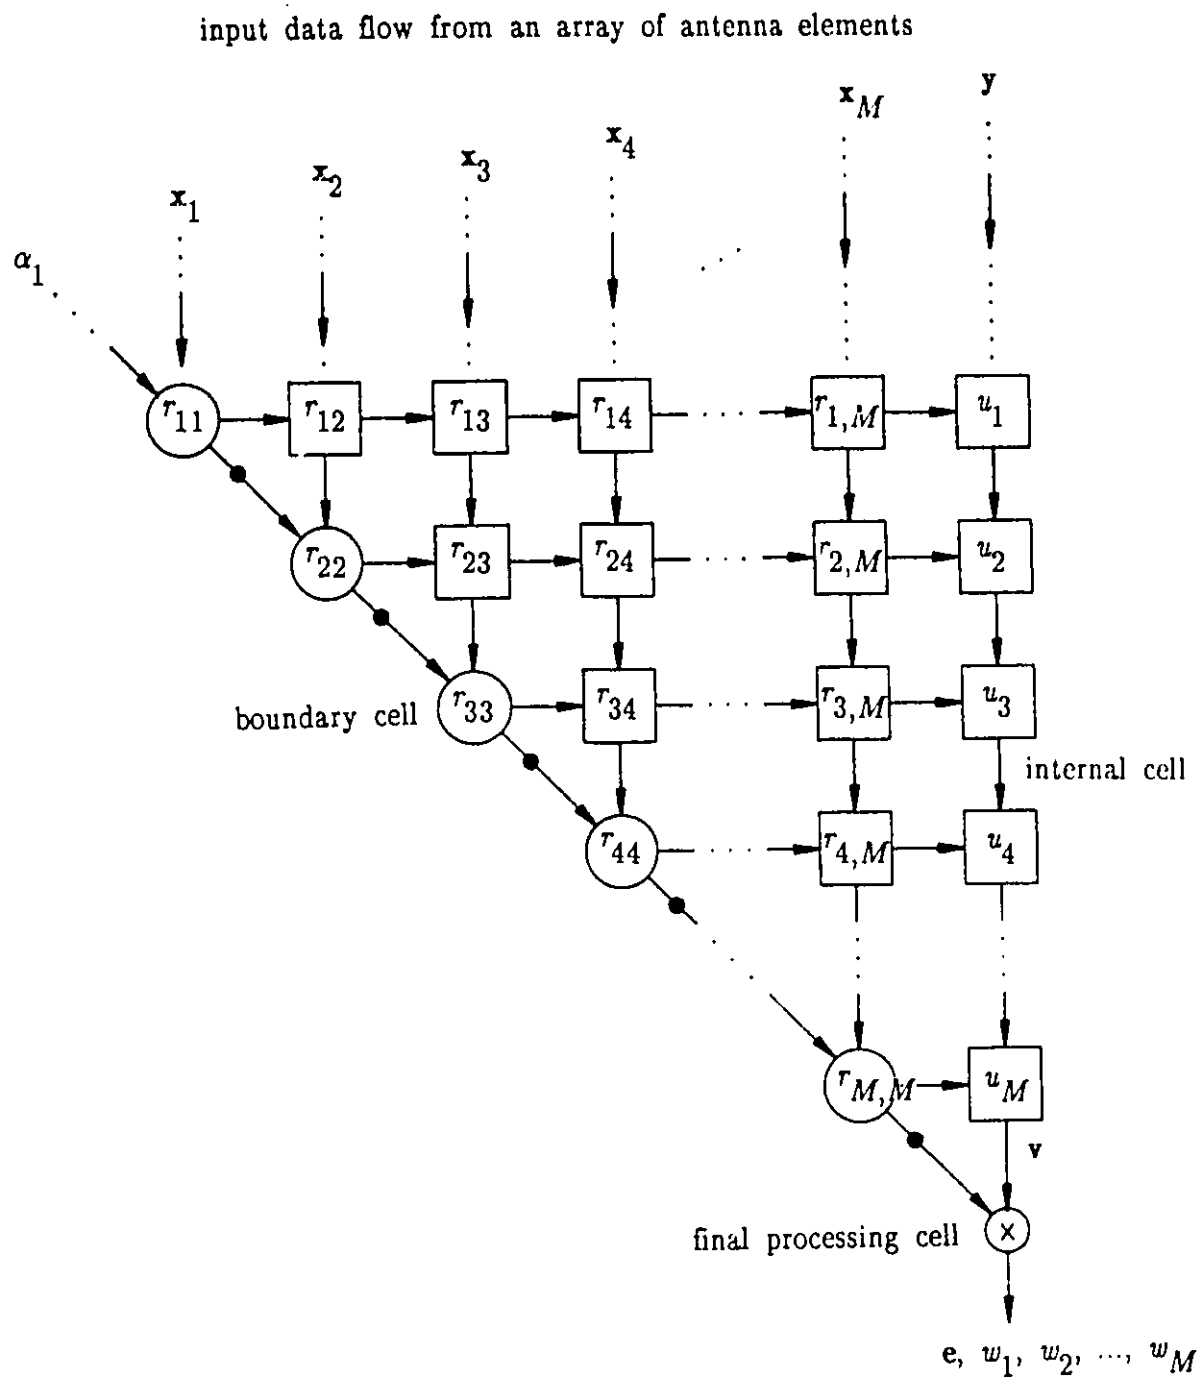 input data flow from an array of antenna elements
y
x_M
x_4
x_3
x_2
x_1
α_1
r_11 r_12 r_13 r_14 . . . r_1,M u_1
r_22 r_23 r_24 . . . r_2,M u_2
boundary cell r_33 r_34 . . . r_3,M u_3
internal cell
r_44 . . . r_4,M u_4
r_M,M u_M
v
final processing cell x
e, w_1, w_2, ..., w_M